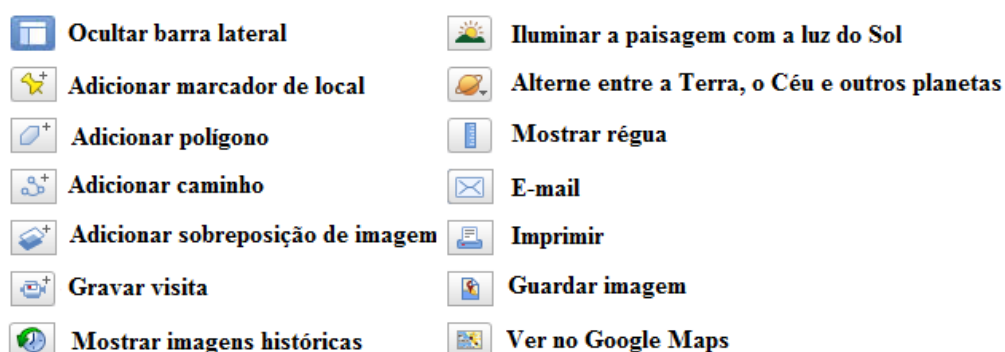 Ocultar barra lateral
Adicionar marcador de local
Adicionar polígono
Adicionar caminho
Adicionar sobreposição de imagem
Gravar visita
Mostrar imagens históricas
Iluminar a paisagem com a luz do Sol
Alterne entre a Terra, o Céu e outros planetas
Mostrar régua
E-mail
Imprimir
Guardar imagem
Ver no Google Maps